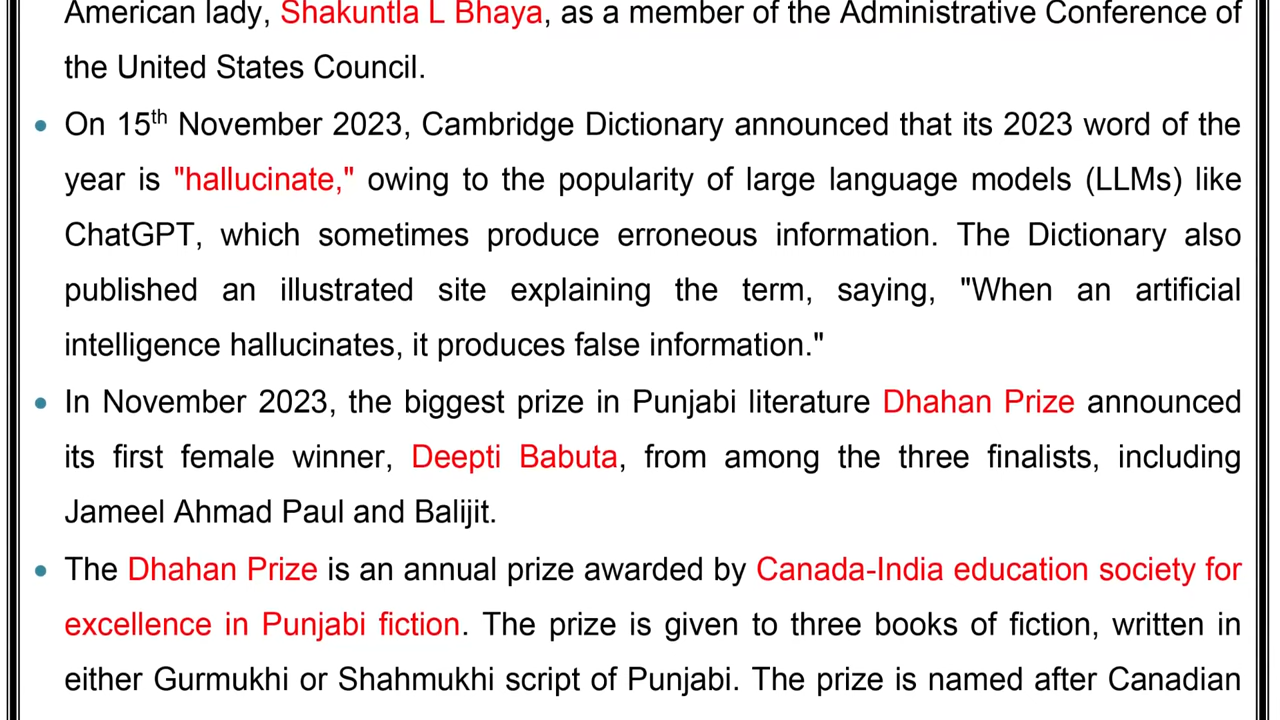 American lady, Shakuntla L Bhaya, as a member of the Administrative Conference of
the United States Council.
• On 15th November 2023, Cambridge Dictionary announced that its 2023 word of the
year is "hallucinate," owing to the popularity of large language models (LLMs) like
ChatGPT, which sometimes produce erroneous information. The Dictionary also
published an illustrated site explaining the term, saying, "When an artificial
intelligence hallucinates, it produces false information."
• In November 2023, the biggest prize in Punjabi literature Dhahan Prize announced
its first female winner, Deepti Babuta, from among the three finalists, including
Jameel Ahmad Paul and Balijit.
• The Dhahan Prize is an annual prize awarded by Canada-India education society for
excellence in Punjabi fiction. The prize is given to three books of fiction, written in
either Gurmukhi or Shahmukhi script of Punjabi. The prize is named after Canadian